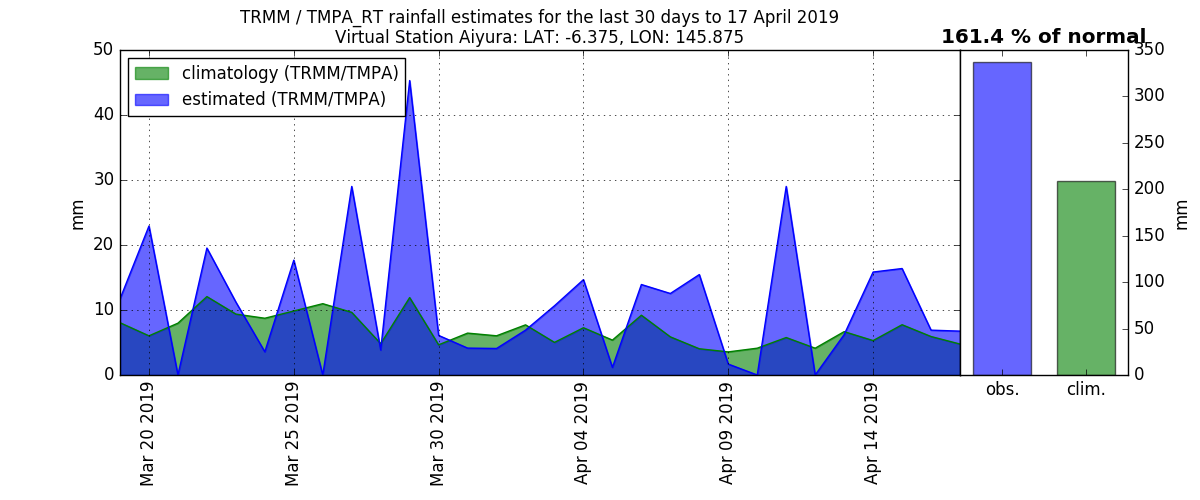 TRMM / TMPA_RT rainfall estimates for the last 30 days to 17 April 2019
Virtual Station Aiyura: LAT: -6.375, LON: 145.875
161.4 % of normal
climatology (TRMM/TMPA)
estimated (TRMM/TMPA)
50
40
30
20
10
0
mm
Mar 20 2019
Mar 25 2019
Mar 30 2019
Apr 04 2019
Apr 09 2019
Apr 14 2019
350
300
250
200
150
100
50
0
mm
obs.
clim.